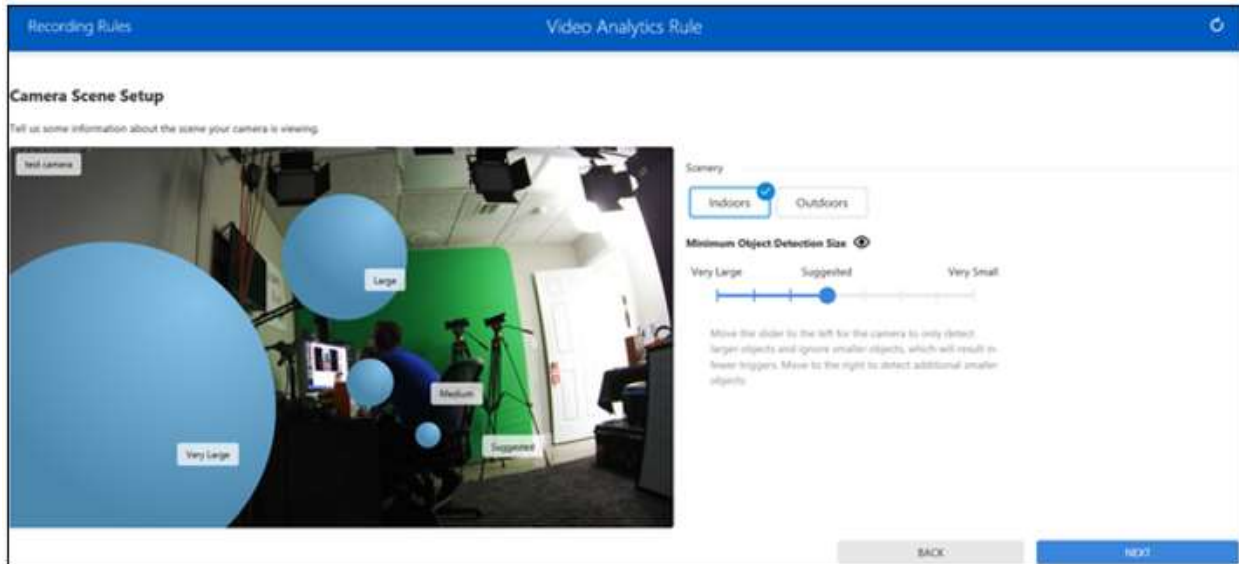 Recording Rules
Video Analytics Rule
Camera Scene Setup
Tell us some information about the scene your camera is viewing.
test camera
Large
Medium
Suggested
Very Large
Scenery
Indoors
Outdoors
Minimum Object Detection Size
Very Large Suggested Very Small
Move the slider to the left for the camera to only detect
larger objects and ignore smaller objects, which will result in
fewer triggers. Move to the right to detect additional smaller
objects
BACK
NEXT